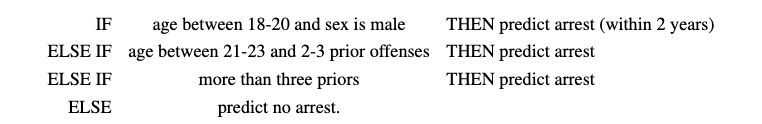 IF age between 18-20 and sex is male THEN predict arrest (within 2 years)
ELSE IF age between 21-23 and 2-3 prior offenses THEN predict arrest
ELSE IF more than three priors THEN predict arrest
ELSE predict no arrest.